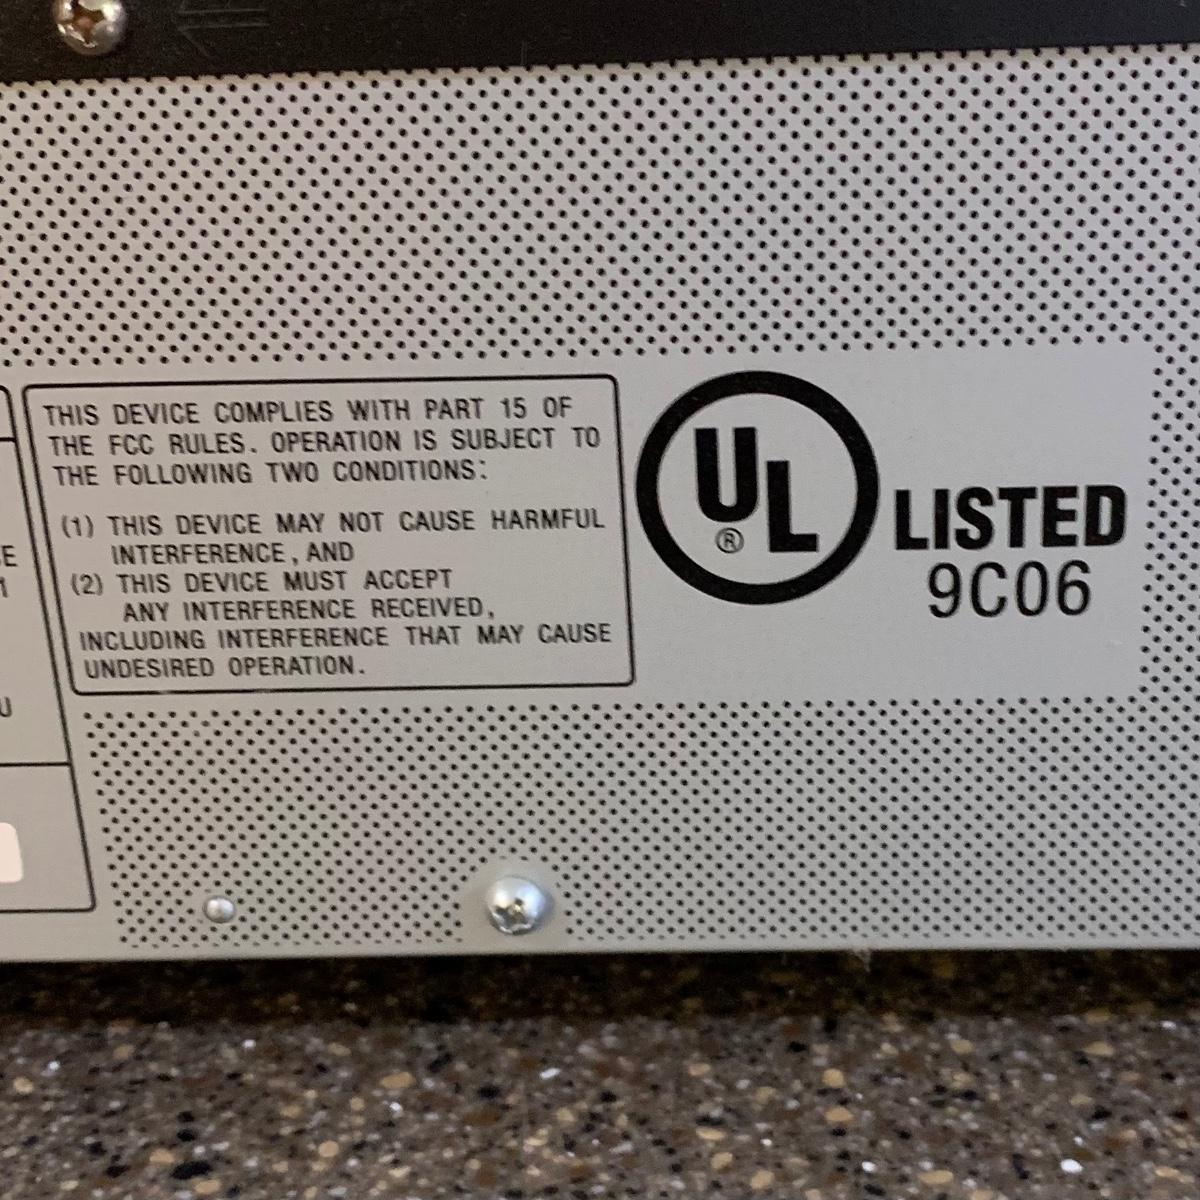 THIS DEVICE COMPLIES WITH PART 15 OF
THE FCC RULES. OPERATION IS SUBJECT TO
THE FOLLOWING TWO CONDITIONS:
(1) THIS DEVICE MAY NOT CAUSE HARMFUL
INTERFERENCE, AND
(2) THIS DEVICE MUST ACCEPT
ANY INTERFERENCE RECEIVED,
INCLUDING INTERFERENCE THAT MAY CAUSE
UNDESIRED OPERATION.
UL
®
LISTED
9C06